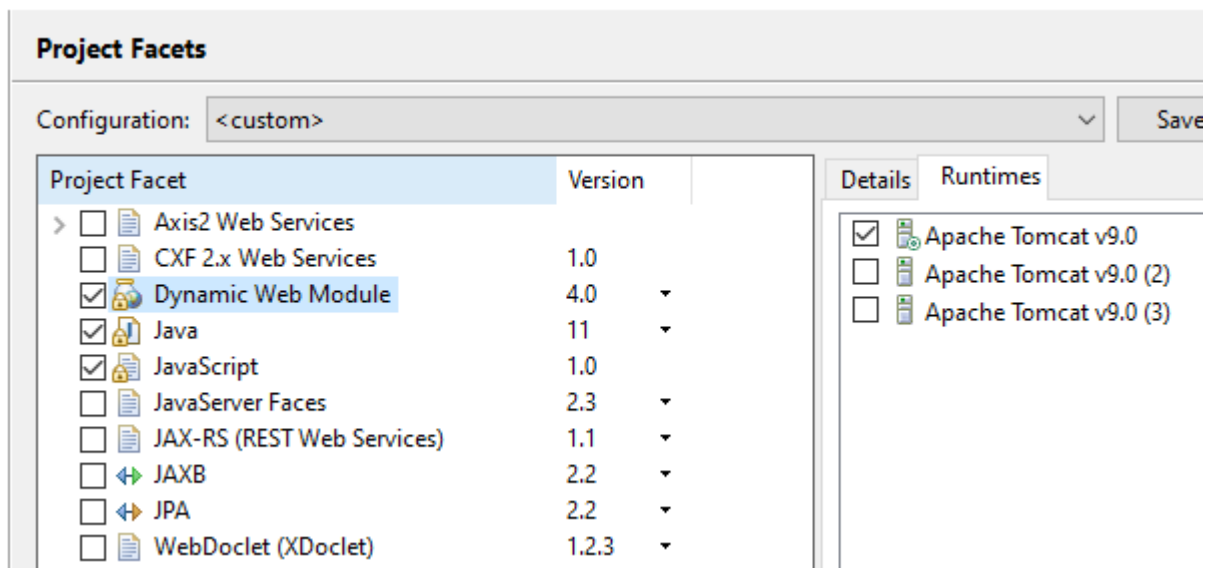 Project Facets
Configuration: <custom> Save
Project Facet Version
Axis2 Web Services
CXF 2.x Web Services 1.0
Dynamic Web Module 4.0
Java 11
JavaScript 1.0
JavaServer Faces 2.3
JAX-RS (REST Web Services) 1.1
JAXB 2.2
JPA 2.2
WebDoclet (XDoclet) 1.2.3
Details Runtimes
Apache Tomcat v9.0
Apache Tomcat v9.0 (2)
Apache Tomcat v9.0 (3)